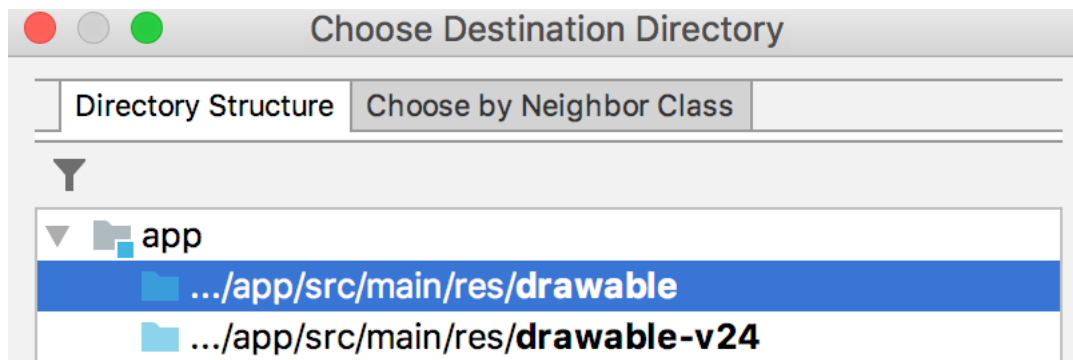 Choose Destination Directory
Directory Structure Choose by Neighbor Class
app
.../app/src/main/res/drawable
.../app/src/main/res/drawable-v24